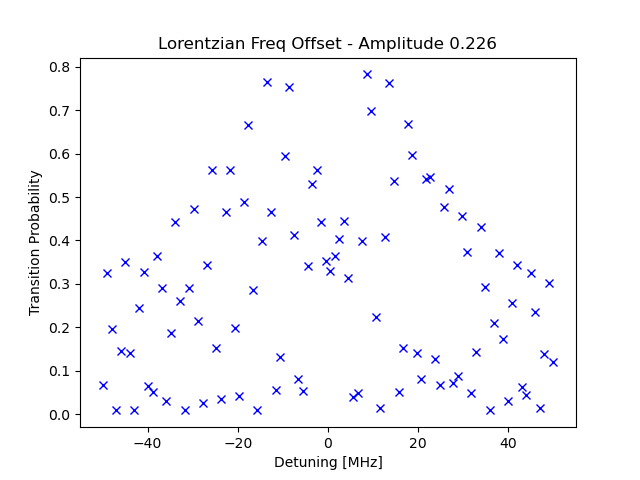 Lorentzian Freq Offset - Amplitude 0.226
Transition Probability
0.8
0.7
0.6
0.5
0.4
0.3
0.2
0.1
0.0
−40 −20 0 20 40
Detuning [MHz]